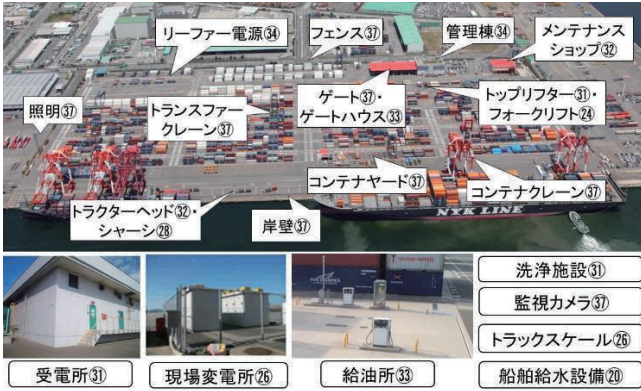 リーファー電源㉞
フェンス㊲
管理棟㉞
メンテナンス
ショップ㉜
照明㊲
トランスファー
クレーン㊲
ゲート㊲・
ゲートハウス㉝
トップリフター㉛・
フォークリフト㉔
コンテナヤード㊲
コンテナクレーン㊲
トラクターヘッド㉜・
シャーシ㉘
岸壁㊲
NYK LINE
洗浄施設㉛
監視カメラ㊲
トラックスケール㉖
船舶給水設備⑳
受電所㉛
現場変電所㉖
給油所㉝